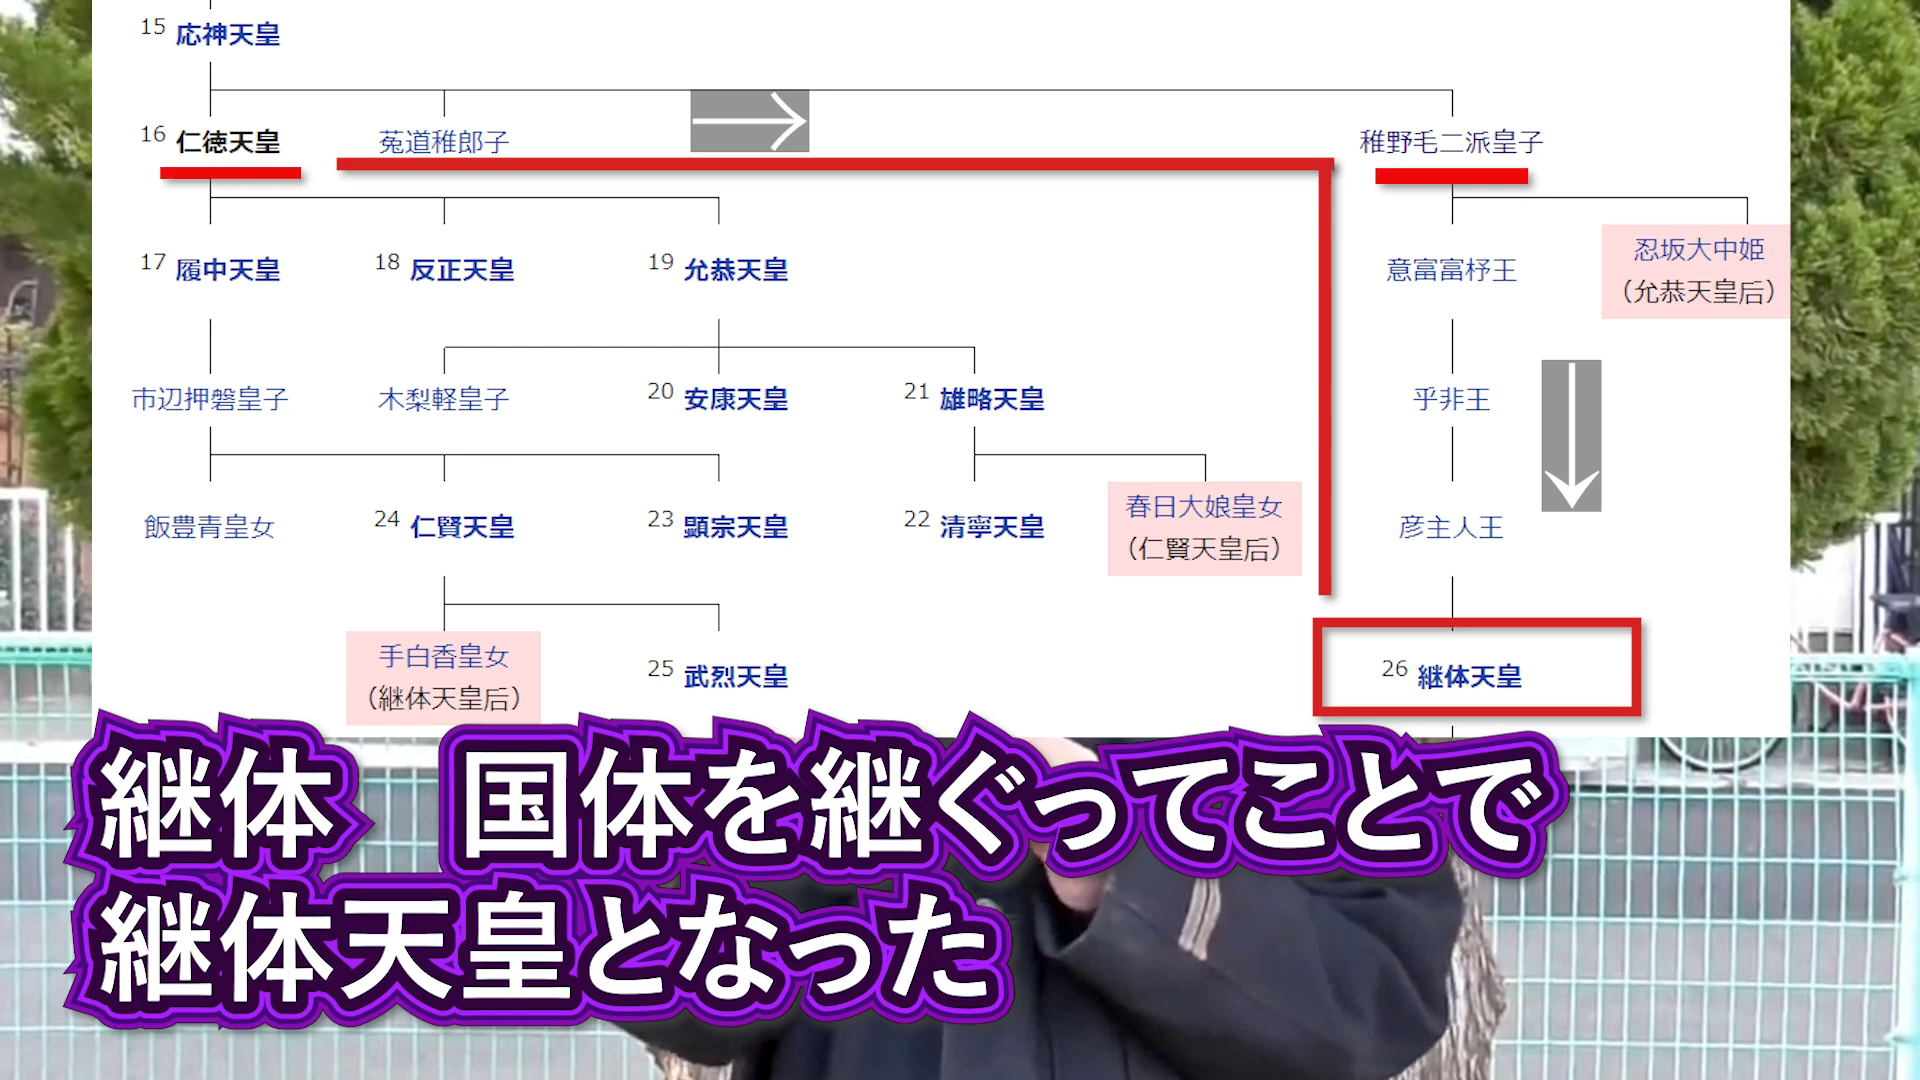 15 応神天皇
16 仁徳天皇 菟道稚郎子 稚野毛二派皇子
17 履中天皇 18 反正天皇 19 允恭天皇 意富富杼王 忍坂大中姫
（允恭天皇后）
市辺押磐皇子 木梨軽皇子 20 安康天皇 21 雄略天皇 乎非王
飯豊青皇女 24 仁賢天皇 23 顕宗天皇 22 清寧天皇 春日大娘皇女 彦主人王
（仁賢天皇后）
手白香皇女 25 武烈天皇 26 継体天皇
（継体天皇后）
継体　国体を継ぐってことで
継体天皇となった